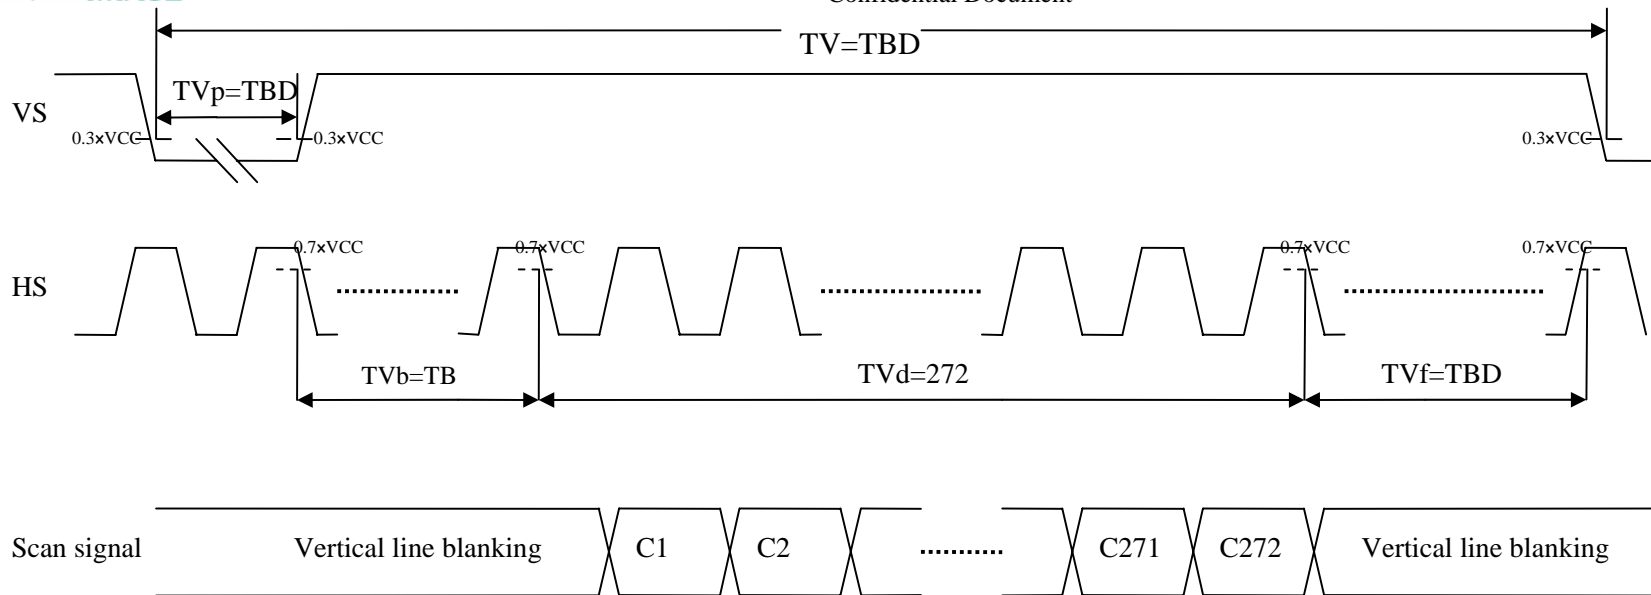 Confidential Document
TV=TBD
TVp=TBD
VS
0.3×VCC
0.3×VCC
0.3×VCC
0.7×VCC
0.7×VCC
0.7×VCC
0.7×VCC
HS
TVb=TB
TVd=272
TVf=TBD
Scan signal
Vertical line blanking
C1
C2
C271
C272
Vertical line blanking